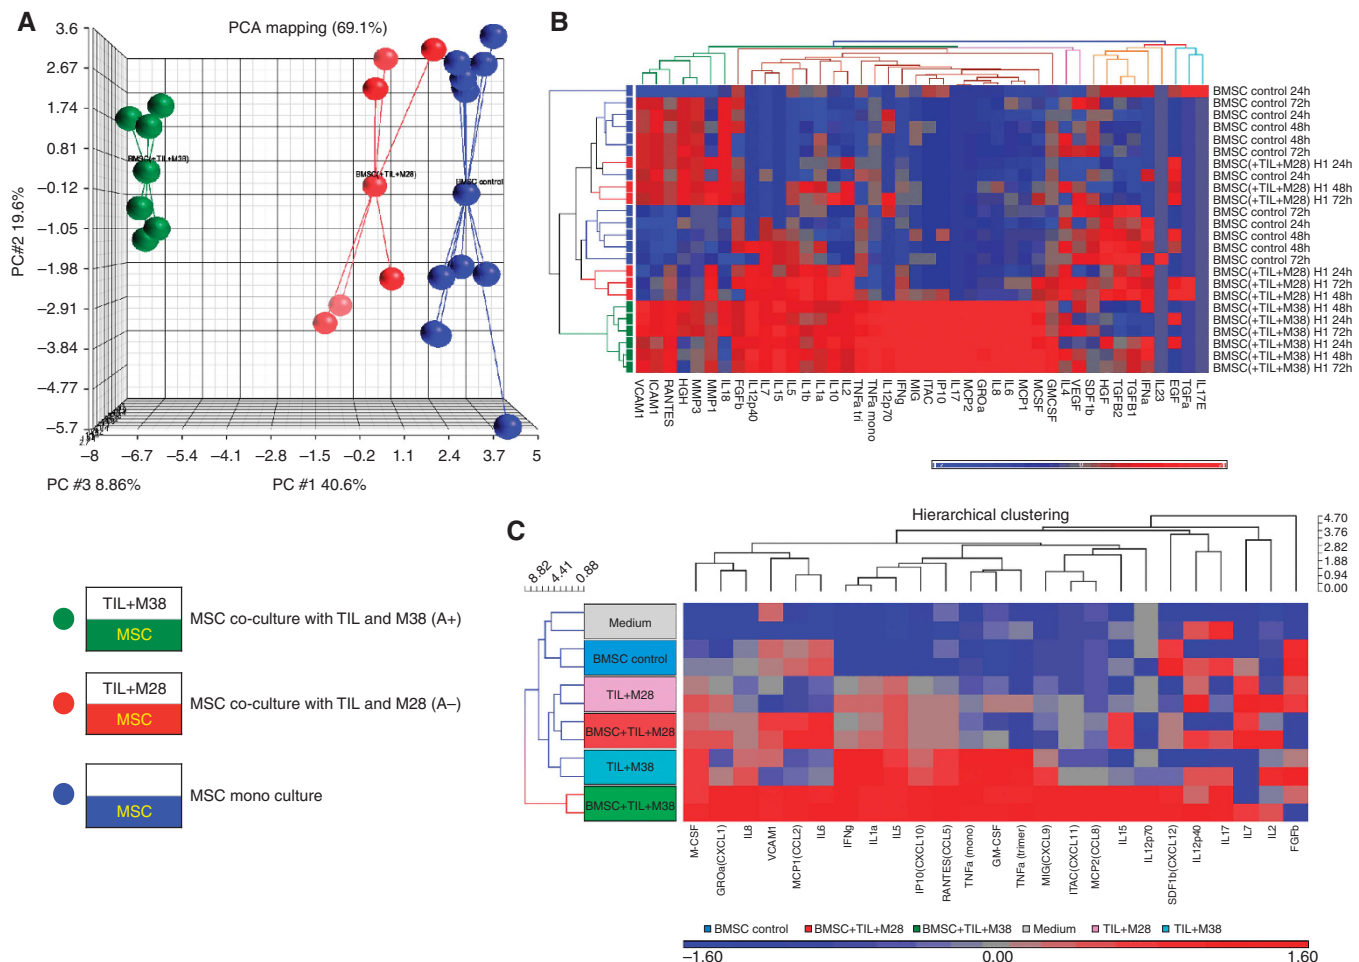 A
PCA mapping (69.1%)
3.6
2.67
1.74
0.81
−0.12
−1.05
−1.98
−2.91
−3.84
−4.77
−5.7
PC#2 19.6%
BMSC(+TIL+M38)
BMSC(+TIL+M28)
BMSC control
−8 −6.7 −5.4 −4.1 −2.8 −1.5 −0.2 1.1 2.4 3.7 5
PC #3 8.86% PC #1 40.6%
B
BMSC control 24h
BMSC control 72h
BMSC control 24h
BMSC control 48h
BMSC control 48h
BMSC control 72h
BMSC(+TIL+M28) H1 24h
BMSC control 24h
BMSC(+TIL+M28) H1 48h
BMSC(+TIL+M28) H1 72h
BMSC control 72h
BMSC control 24h
BMSC control 48h
BMSC control 48h
BMSC control 72h
BMSC(+TIL+M28) H1 24h
BMSC(+TIL+M28) H1 72h
BMSC(+TIL+M28) H1 48h
BMSC(+TIL+M38) H1 48h
BMSC(+TIL+M38) H1 24h
BMSC(+TIL+M38) H1 72h
BMSC(+TIL+M38) H1 24h
BMSC(+TIL+M38) H1 48h
BMSC(+TIL+M38) H1 72h
VCAM1
ICAM1
RANTES
HGH
MMP3
MMP1
IL18
FGFb
IL12p40
IL7
IL15
IL5
IL1b
IL1a
IL10
IL2
TNFa tri
TNFa mono
IL12p70
IFNg
MIG
ITAC
IP10
IL17
MCP2
GROa
IL8
IL6
MCP1
MCSF
GMCSF
IL4
VEGF
SDF1b
HGF
TGFB2
TGFB1
IFNa
IL23
EGF
TGFa
IL17E
TIL+M38
MSC
MSC co-culture with TIL and M38 (A+)
TIL+M28
MSC
MSC co-culture with TIL and M28 (A−)
MSC
MSC mono culture
C
Hierarchical clustering
4.70
3.76
2.82
1.88
0.94
0.00
8.82
4.41
0.88
Medium
BMSC control
TIL+M28
BMSC+TIL+M28
TIL+M38
BMSC+TIL+M38
M-CSF
GROa(CXCL1)
IL8
VCAM1
MCP1(CCL2)
IL6
IFNg
IL1a
IL5
IP10(CXCL10)
RANTES(CCL5)
TNFa (mono)
GM-CSF
TNFa (trimer)
MIG(CXCL9)
ITAC(CXCL11)
MCP2(CCL8)
IL15
IL12p70
SDF1b(CXCL12)
IL12p40
IL17
IL7
IL2
FGFb
BMSC control BMSC+TIL+M28 BMSC+TIL+M38 Medium TIL+M28 TIL+M38
−1.60 0.00 1.60